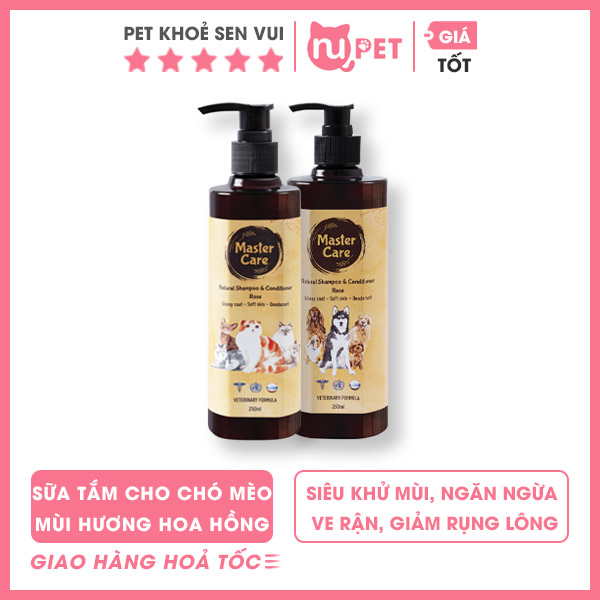 PET KHOẺ SEN VUI
nu PET
GIÁ
TỐT
Master
Care
Natural Shampoo & Conditioner
Rose
Glossy coat - Soft skin - Deodorant
VETERINARY FORMULA
250ml
Master
Care
Natural Shampoo & Conditioner
Rose
Glossy coat - Soft skin - Deodorant
VETERINARY FORMULA
250ml
SỮA TẮM CHO CHÓ MÈO
MÙI HƯƠNG HOA HỒNG
SIÊU KHỬ MÙI, NGĂN NGỪA
VE RẬN, GIẢM RỤNG LÔNG
GIAO HÀNG HOẢ TỐC